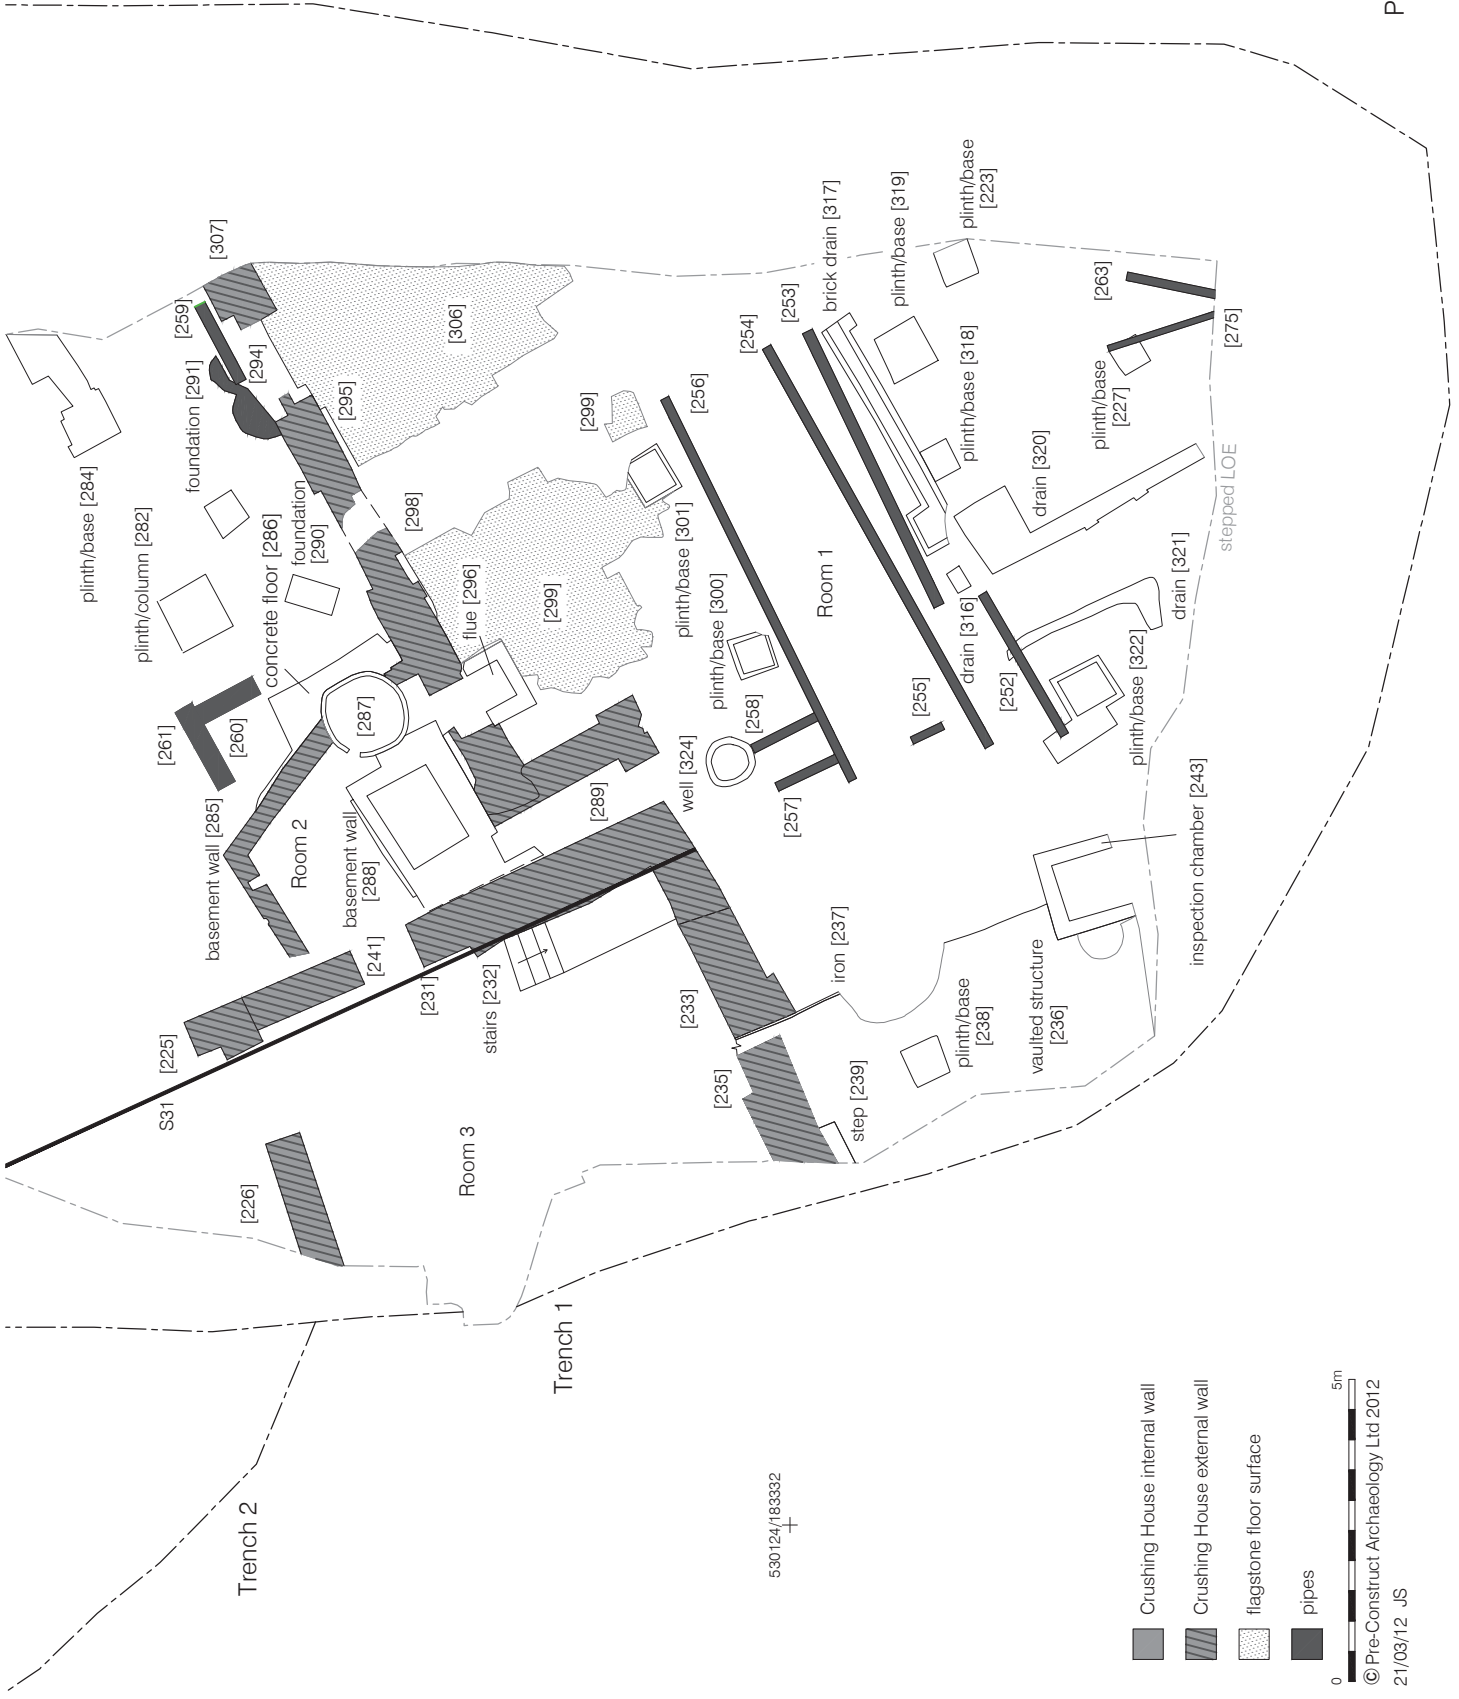 P
[307]
[259]
[294]
foundation [291]
[295]
[306]
plinth/base [284]
plinth/column [282]
concrete floor [286]
foundation
[290]
[298]
flue [296]
[299]
[299]
[256]
[254]
[253]
brick drain [317]
plinth/base [319]
plinth/base
[223]
[263]
[275]
plinth/base [318]
plinth/base
[227]
drain [320]
stepped LOE
drain [321]
plinth/base [301]
plinth/base [300]
Room 1
drain [316]
[252]
[255]
plinth/base [322]
[258]
well [324]
[257]
[261]
[260]
[287]
basement wall [285]
Room 2
basement wall
[288]
[289]
inspection chamber [243]
[241]
[231]
stairs [232]
[225]
S31
[233]
iron [237]
plinth/base
[238]
vaulted structure
[236]
[235]
step [239]
Room 3
[226]
Trench 1
Trench 2
530124/183332
Crushing House internal wall
Crushing House external wall
flagstone floor surface
pipes
0
5m
© Pre-Construct Archaeology Ltd 2012
21/03/12 JS